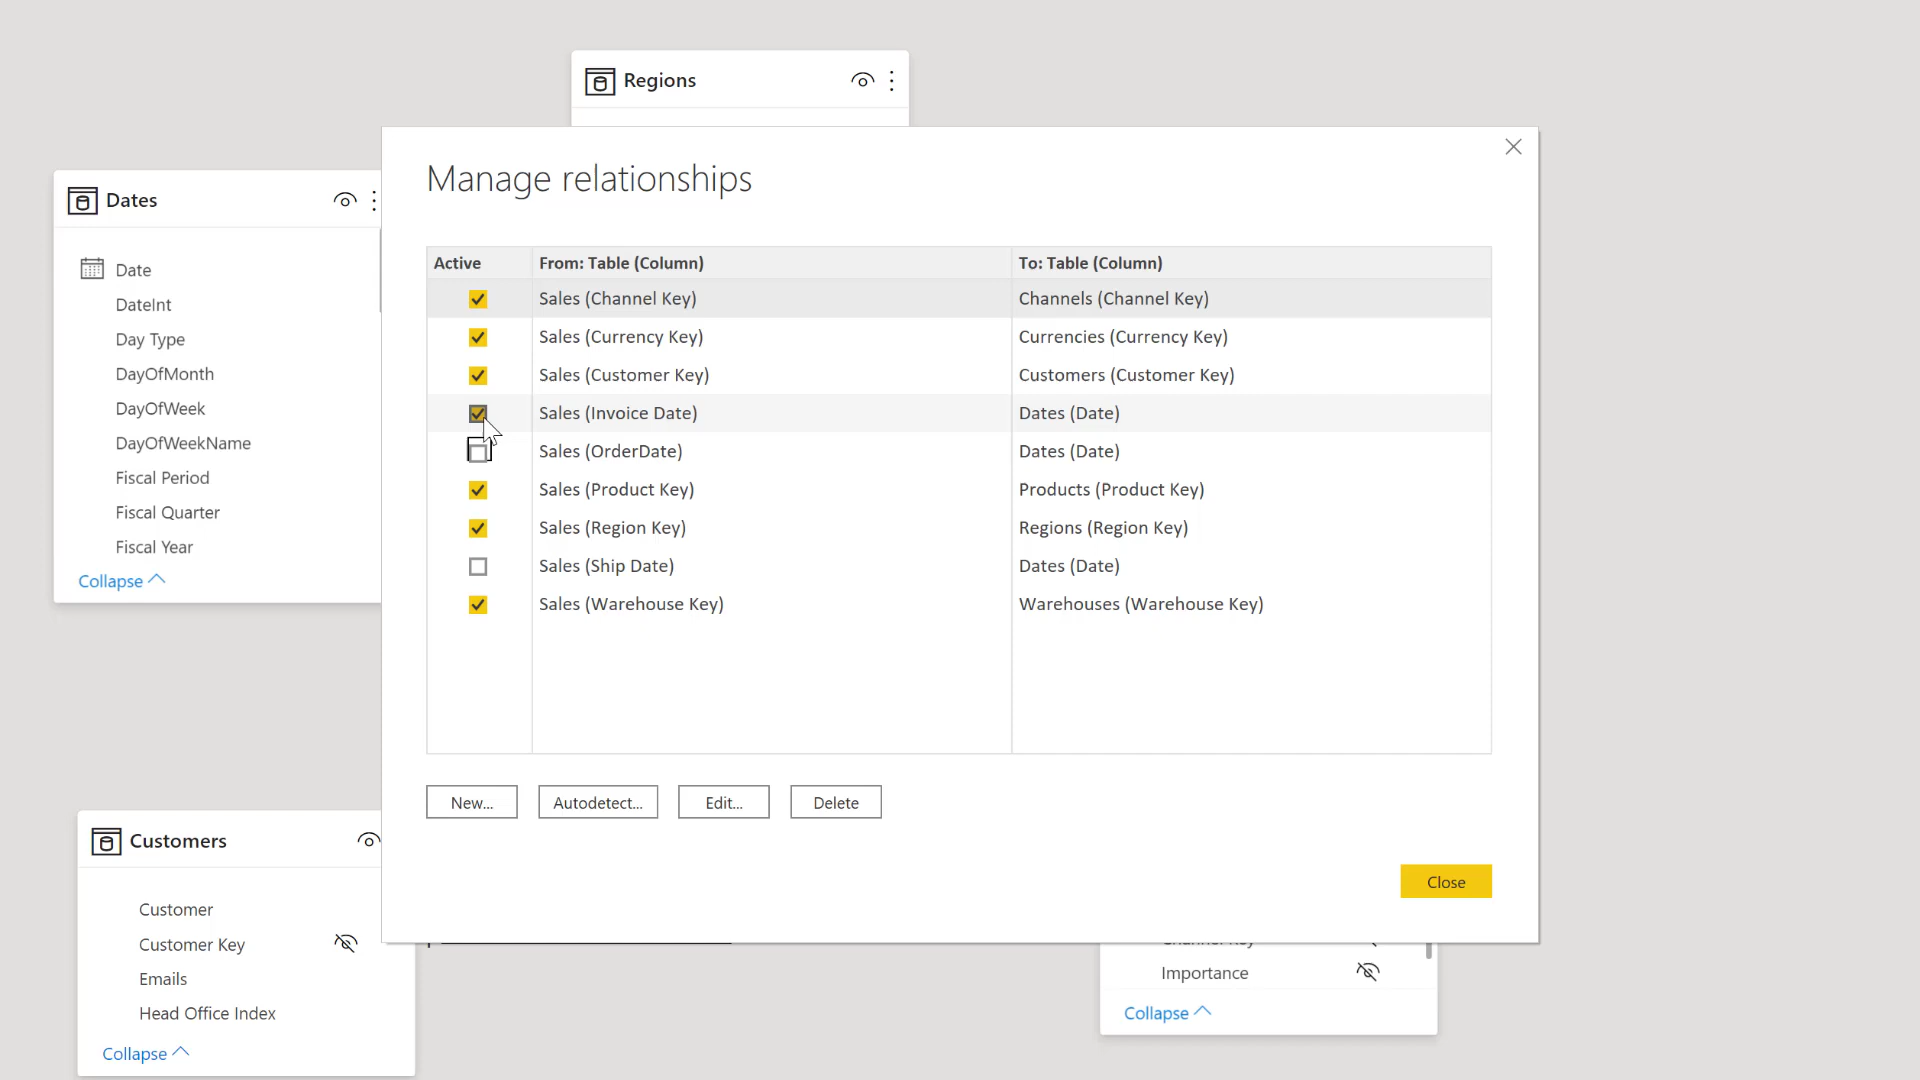 Regions
Dates
Date
DateInt
Day Type
DayOfMonth
DayOfWeek
DayOfWeekName
Fiscal Period
Fiscal Quarter
Fiscal Year
Collapse
Manage relationships
Active From: Table (Column) To: Table (Column)
Sales (Channel Key) Channels (Channel Key)
Sales (Currency Key) Currencies (Currency Key)
Sales (Customer Key) Customers (Customer Key)
Sales (Invoice Date) Dates (Date)
Sales (OrderDate) Dates (Date)
Sales (Product Key) Products (Product Key)
Sales (Region Key) Regions (Region Key)
Sales (Ship Date) Dates (Date)
Sales (Warehouse Key) Warehouses (Warehouse Key)
New... Autodetect... Edit... Delete
Close
Customers
Customer
Customer Key
Emails
Head Office Index
Collapse
Channel Key
Importance
Collapse